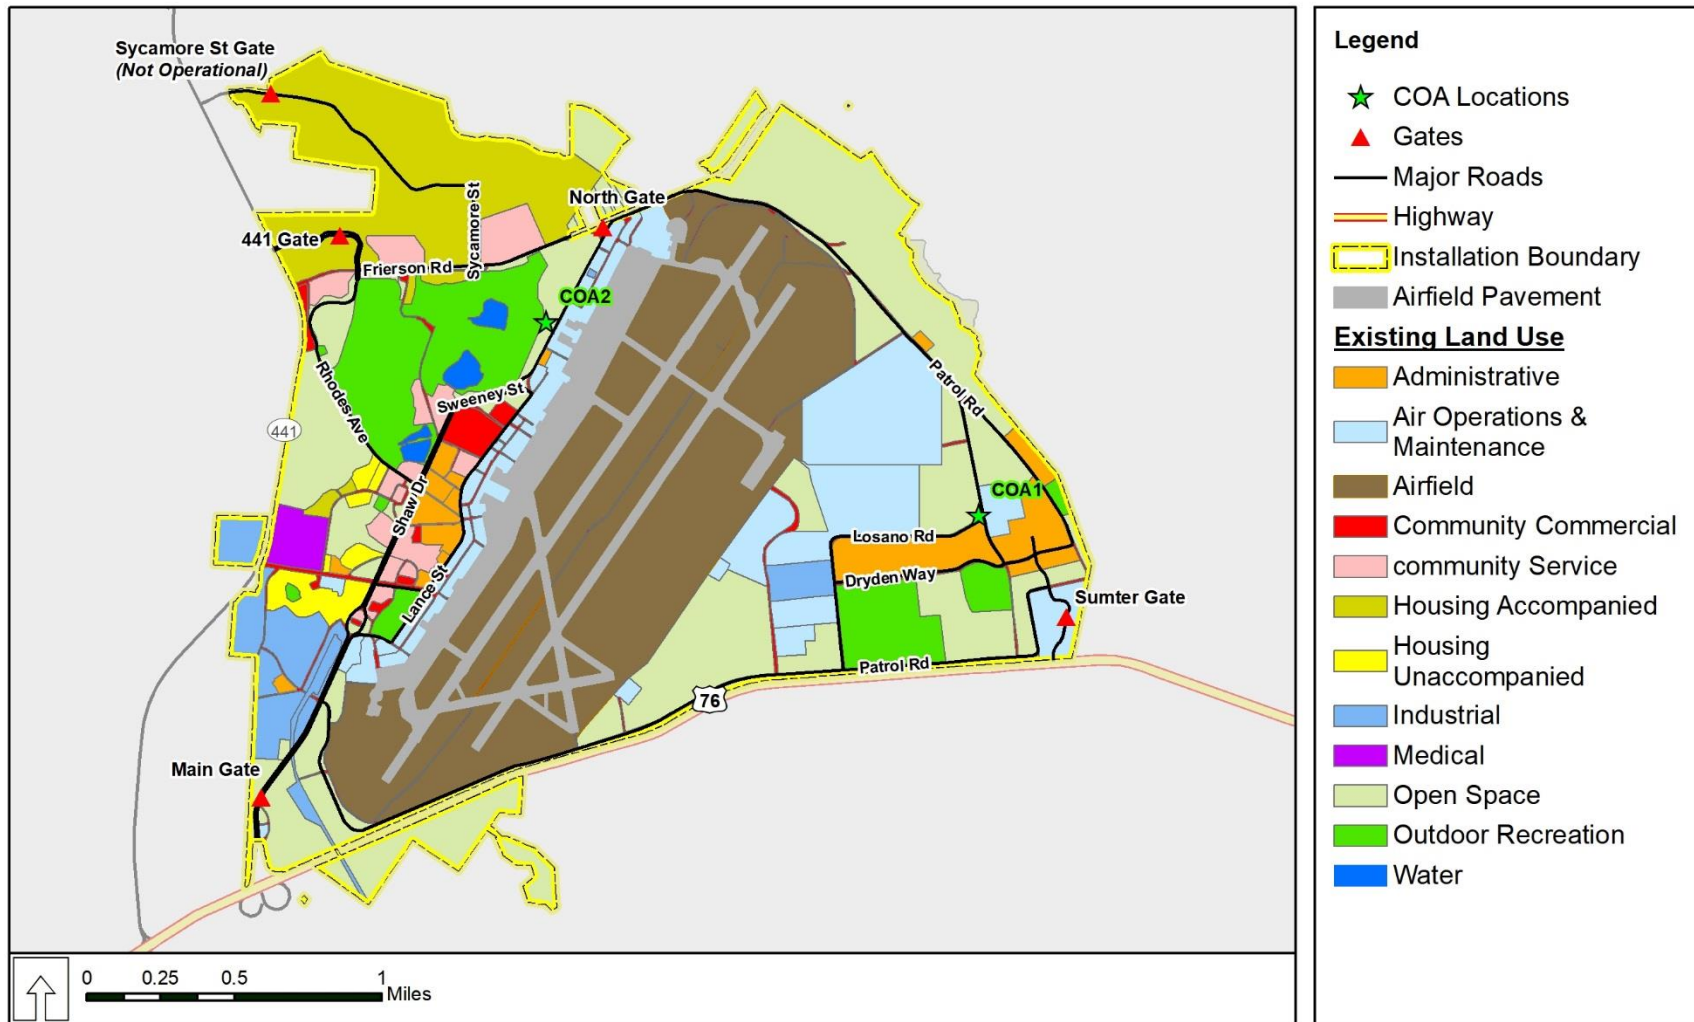 Sycamore St Gate
(Not Operational)
North Gate
441 Gate
Sycamore St
Frierson Rd
COA2
Rhodes Ave
Sweeney St
Patrol Rd
441
COA1
Shaw Dr
Losano Rd
Lance St
Dryden Way
Sumter Gate
Patrol Rd
76
Main Gate
0 0.25 0.5 1
Miles
Legend
COA Locations
Gates
Major Roads
Highway
Installation Boundary
Airfield Pavement
Existing Land Use
Administrative
Air Operations &
Maintenance
Airfield
Community Commercial
community Service
Housing Accompanied
Housing
Unaccompanied
Industrial
Medical
Open Space
Outdoor Recreation
Water